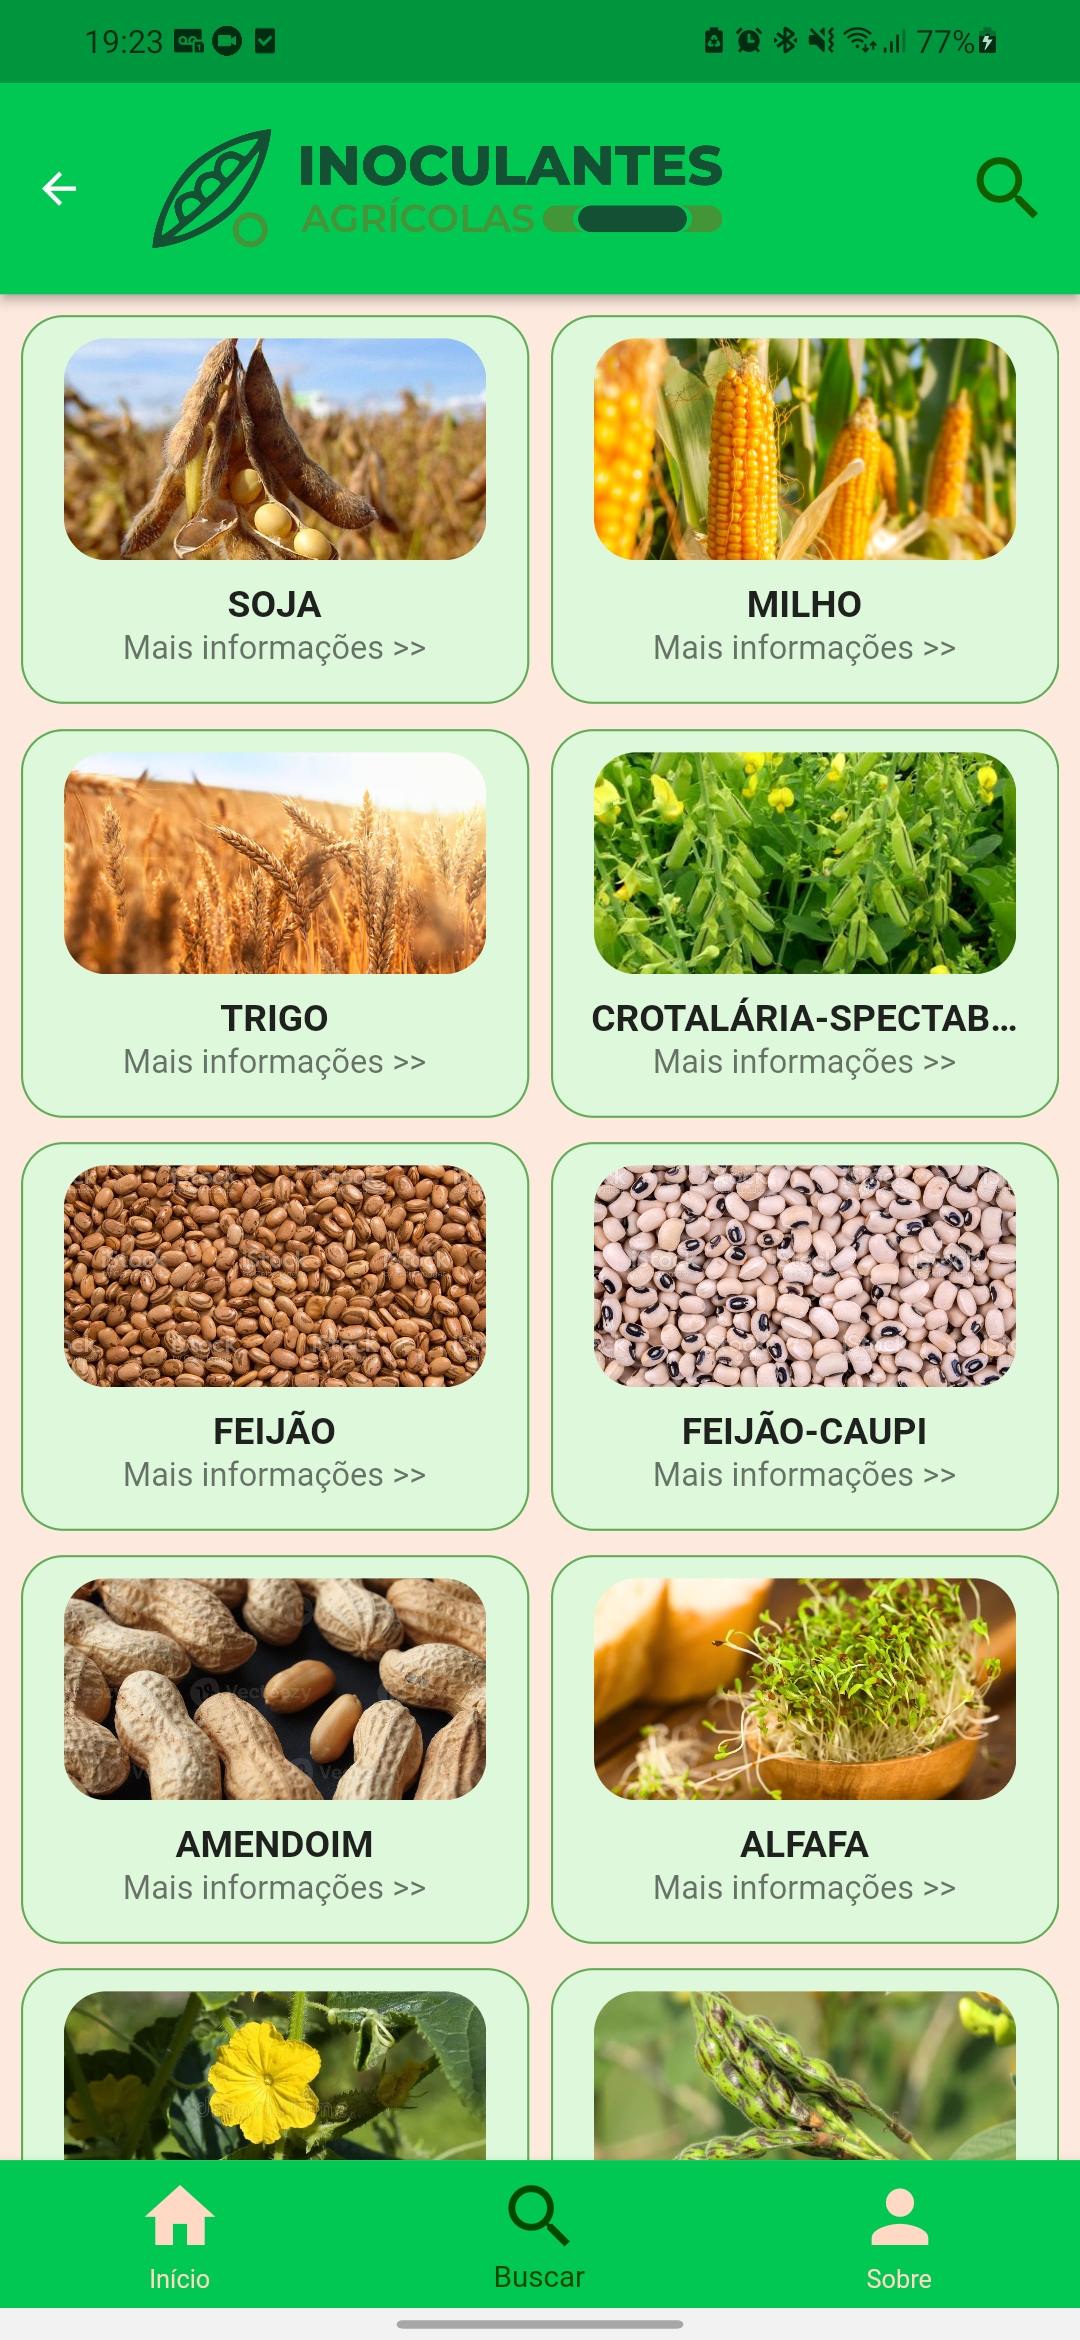 19:23
77%
INOCULANTES
AGRÍCOLAS
SOJA
Mais informações >>
MILHO
Mais informações >>
TRIGO
Mais informações >>
CROTALÁRIA-SPECTAB...
Mais informações >>
FEIJÃO
Mais informações >>
FEIJÃO-CAUPI
Mais informações >>
AMENDOIM
Mais informações >>
ALFAFA
Mais informações >>
Início
Buscar
Sobre